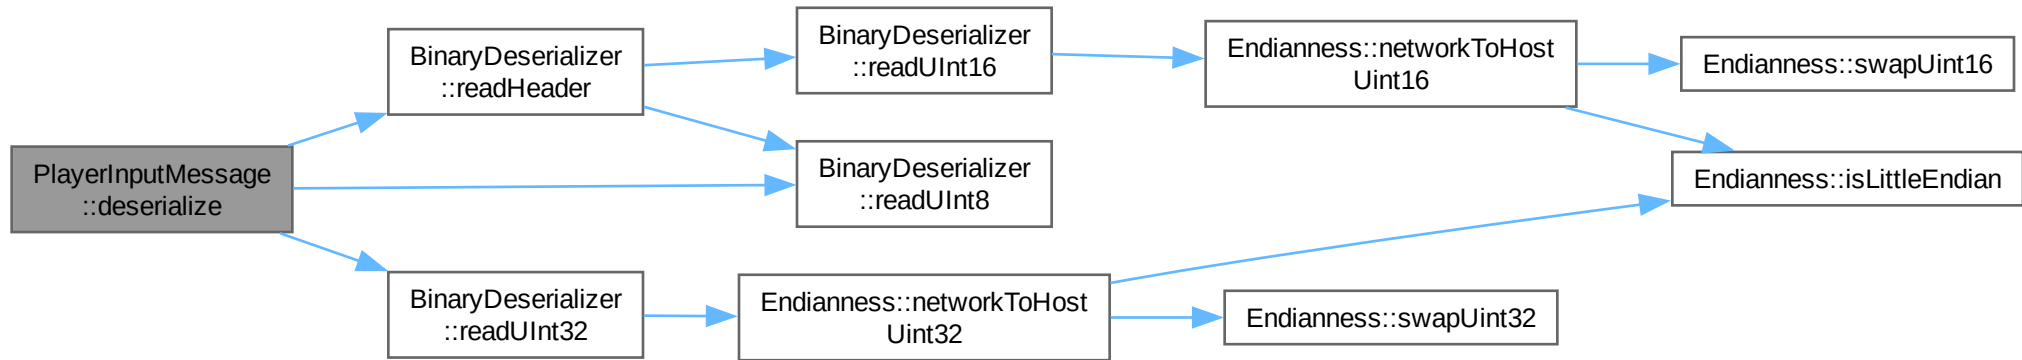 PlayerInputMessage
::deserialize
BinaryDeserializer
::readHeader
BinaryDeserializer
::readUInt16
Endianness::networkToHost
Uint16
Endianness::swapUint16
Endianness::isLittleEndian
BinaryDeserializer
::readUInt8
BinaryDeserializer
::readUInt32
Endianness::networkToHost
Uint32
Endianness::swapUint32